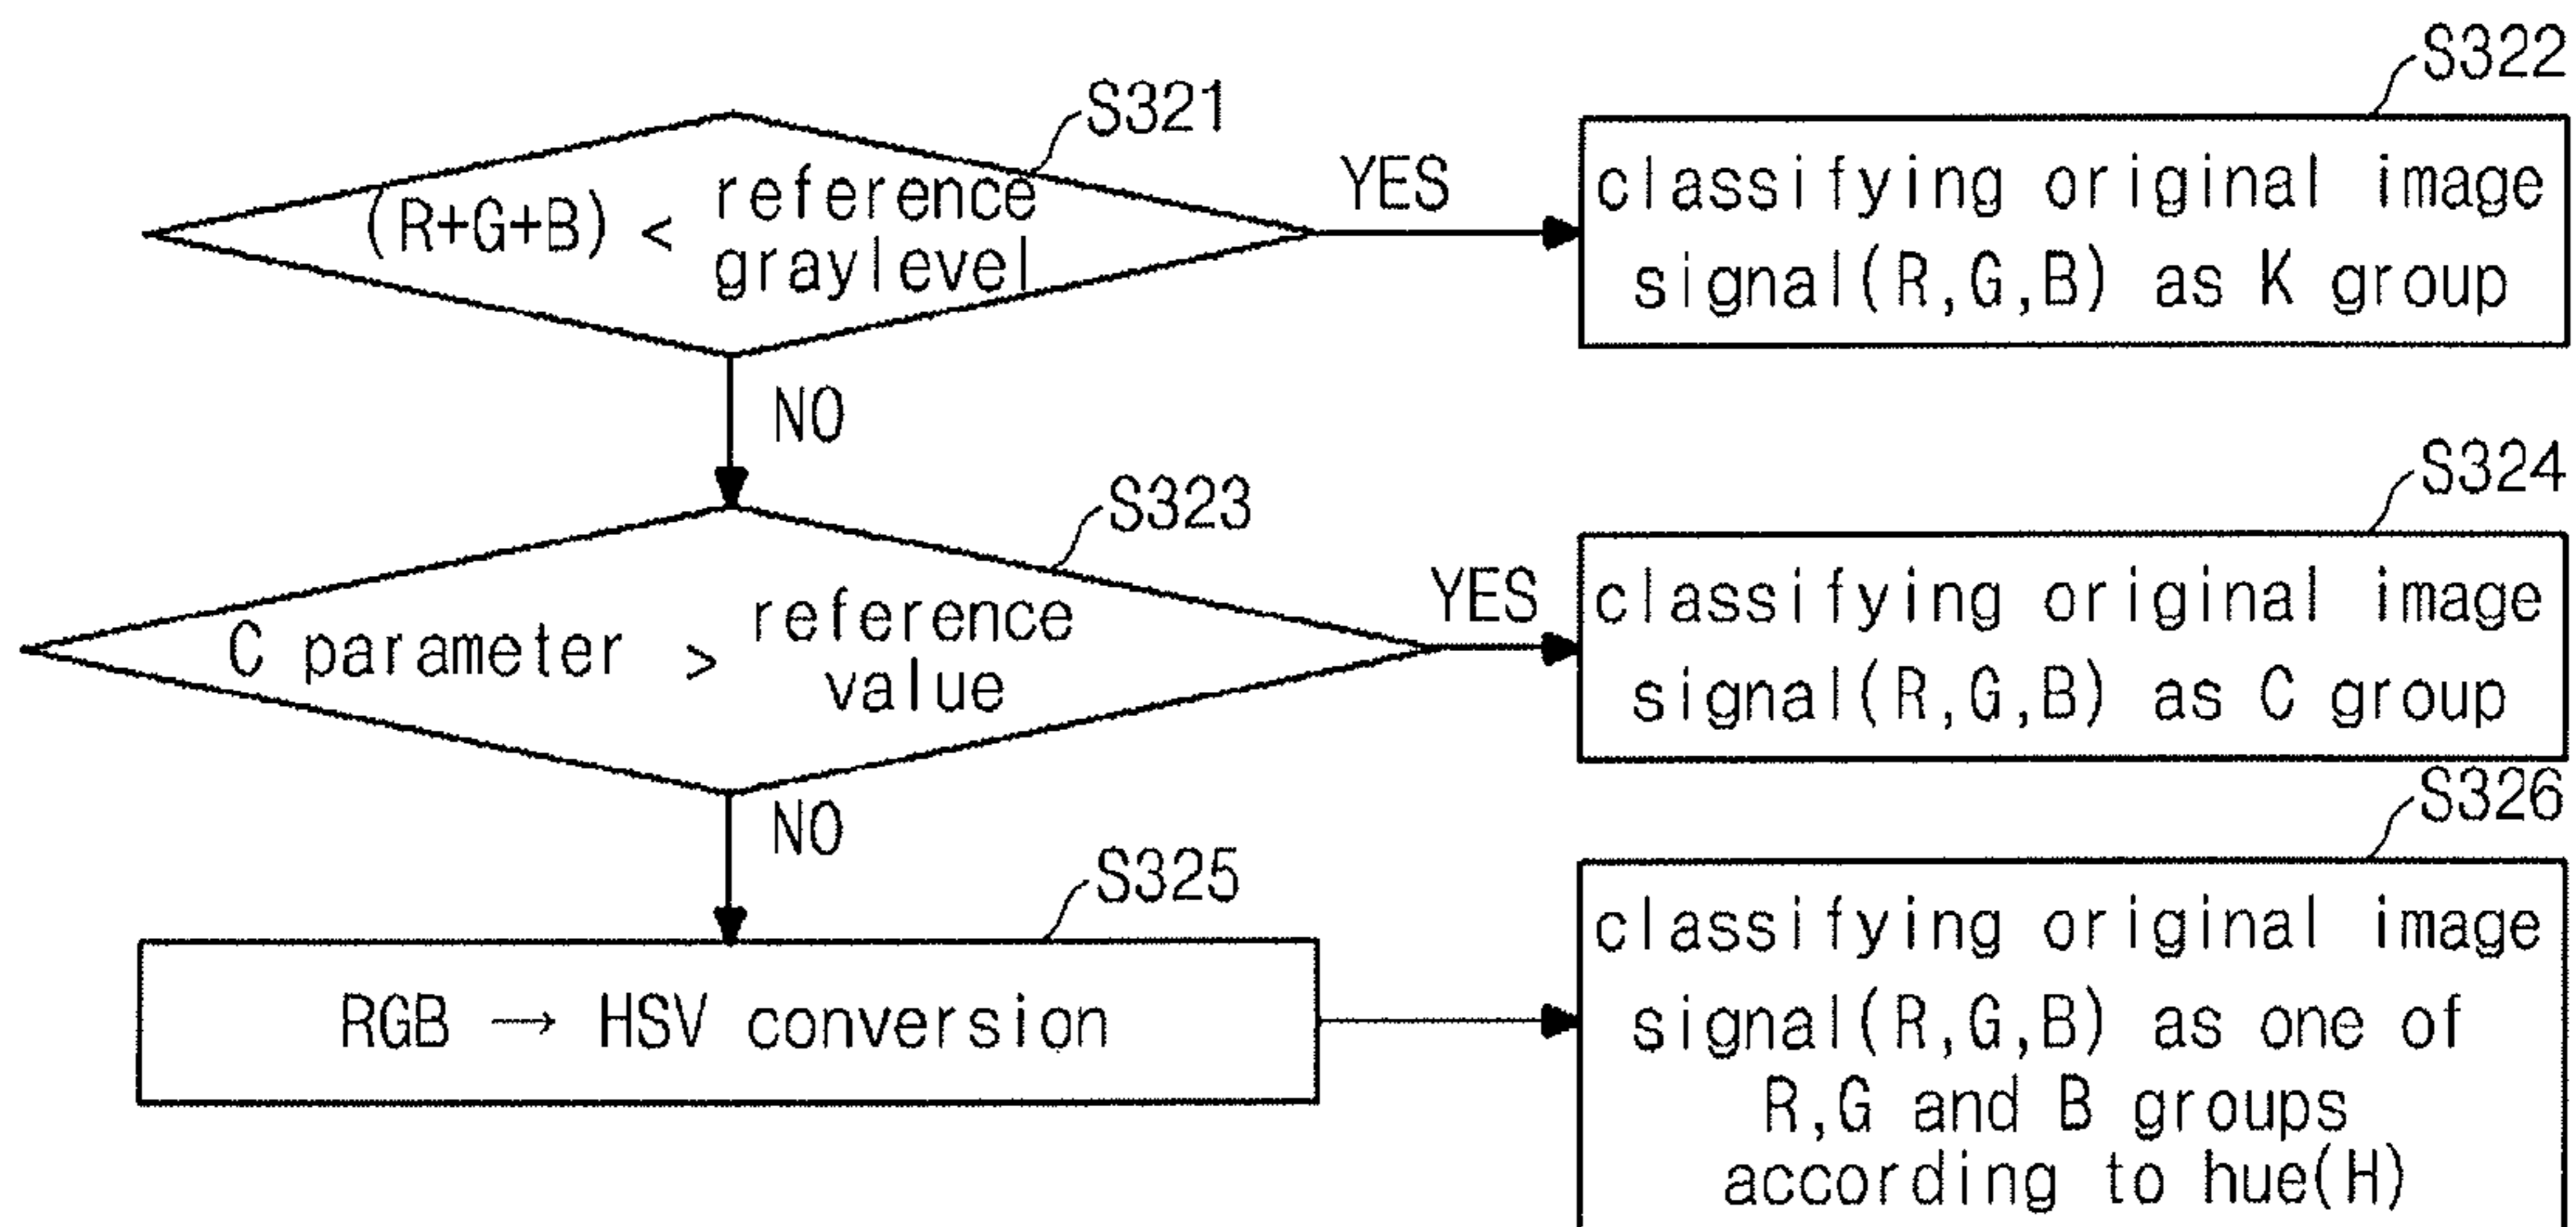 S321
(R+G+B) < reference
graylevel
YES
S322
classifying original image
signal(R,G,B) as K group
NO
S323
C parameter > reference
value
YES
S324
classifying original image
signal(R,G,B) as C group
NO
S325
RGB → HSV conversion
S326
classifying original image
signal(R,G,B) as one of
R,G and B groups
according to hue(H)